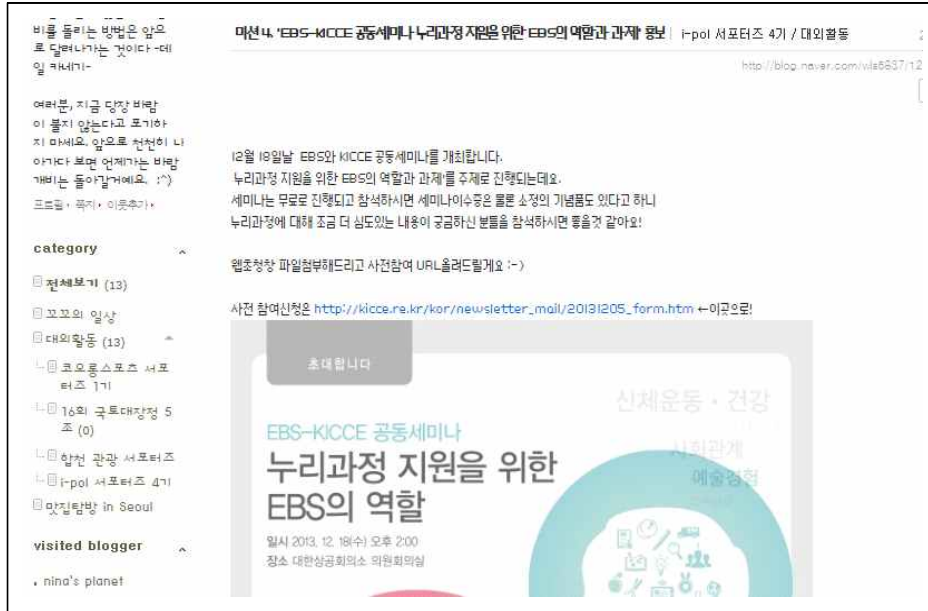 비를 돌리는 방법은 앞으
로 달려나가는 것이다 -데
일 카네기-
여러분, 지금 당장 바람
이 불지 않는다고 포기하
지 마세요. 앞으로 천천히 나
아가다 보면 언제가는 바람
개비는 돌아갈거예요. :^)
프로필 쪽지 이웃추가
category
전체보기 (13)
꼬꼬의 일상
대외활동 (13)
코오롱스포츠 서포
터즈 1기
16회 국토대장정 5
조 (0)
합천 관광 서포터즈
i-pol 서포터즈 4기
맛집탐방 in Seoul
visited blogger
nina's planet
미션 4. 'EBS-KICCE 공동세미나 누리과정 지원을 위한 EBS의 역할과 과제' 홍보 | i-pol 서포터즈 4기 / 대외활동
http://blog.naver.com/wls6637/12
12월 18일날 EBS와 KICCE 공동세미나를 개최합니다.
누리과정 지원을 위한 EBS의 역할과 과제'를 주제로 진행되는데요.
세미나는 무료로 진행되고 참석하시면 세미나이수증은 물론 소정의 기념품도 있다고 하니
누리과정에 대해 조금 더 심도있는 내용이 궁금하신 분들을 참석하시면 좋을것 같아요!
웹초청장 파일첨부해드리고 사전참여 URL올려드릴게요 :-)
사전 참여신청은 http://kicce.re.kr/kor/newsletter_mail/20131205_form.htm ←이곳으로!
초대합니다
신체운동·건강
사회관계
예술경험
EBS-KICCE 공동세미나
누리과정 지원을 위한
EBS의 역할
일시 2013. 12. 18(수) 오후 2:00
장소 대한상공회의소 의원회의실